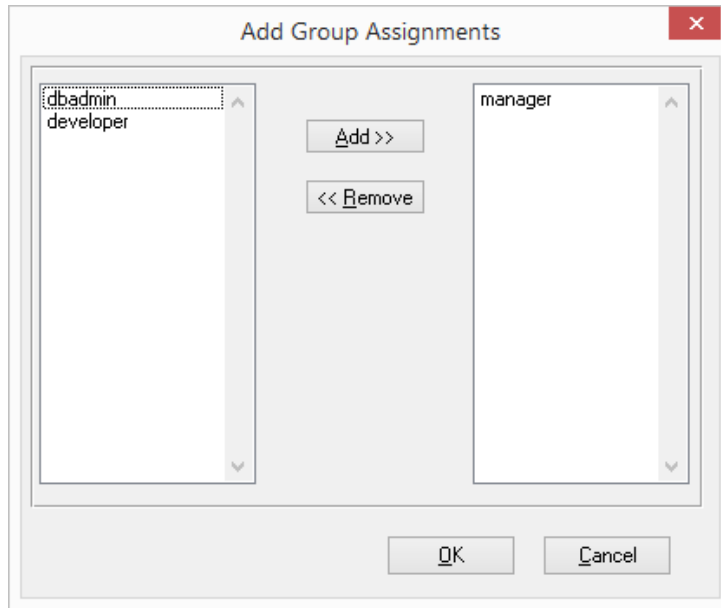 Add Group Assignments
dbadmin
developer
Add >>
<< Remove
manager
OK
Cancel